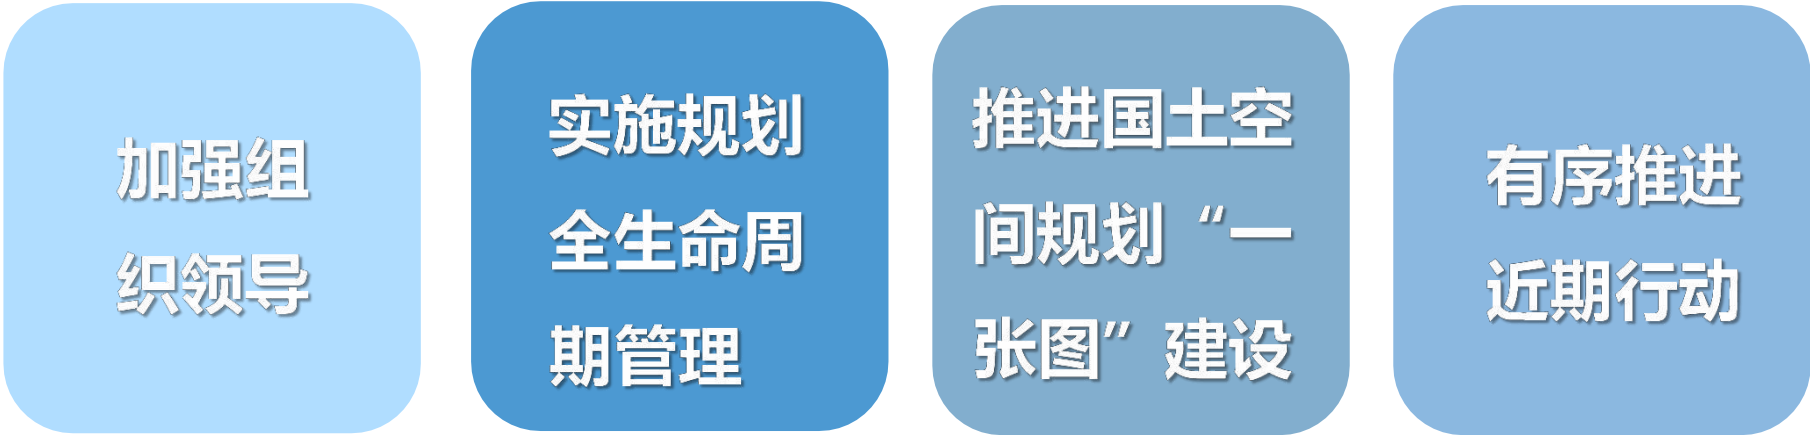 加强组
织领导
实施规划
全生命周
期管理
推进国土空
间规划“一
张图”建设
有序推进
近期行动